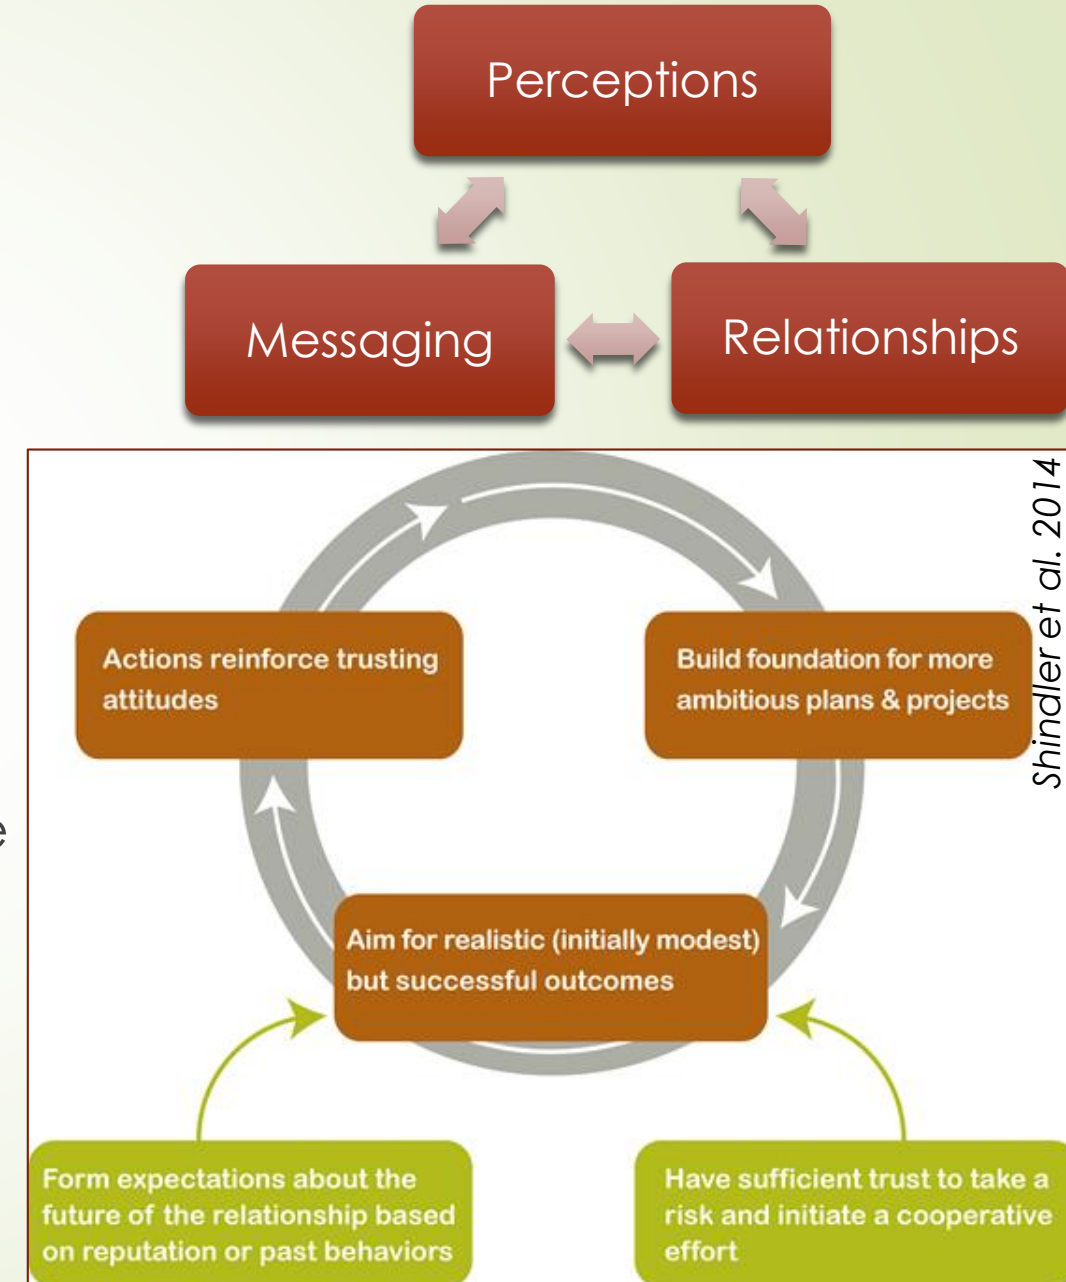 Perceptions
Messaging
Relationships
Shindler et al. 2014
Actions reinforce trusting
attitudes
Build foundation for more
ambitious plans & projects
e
Aim for realistic (initially modest)
but successful outcomes
Form expectations about the
future of the relationship based
on reputation or past behaviors
Have sufficient trust to take a
risk and initiate a cooperative
effort